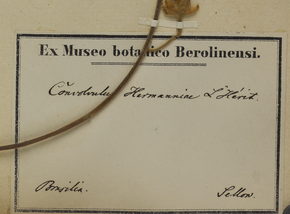 Ex Museo botanico Berolinensi.
Convolvulus Hermanniae L'Hérit.
Brasilia. Sellow.